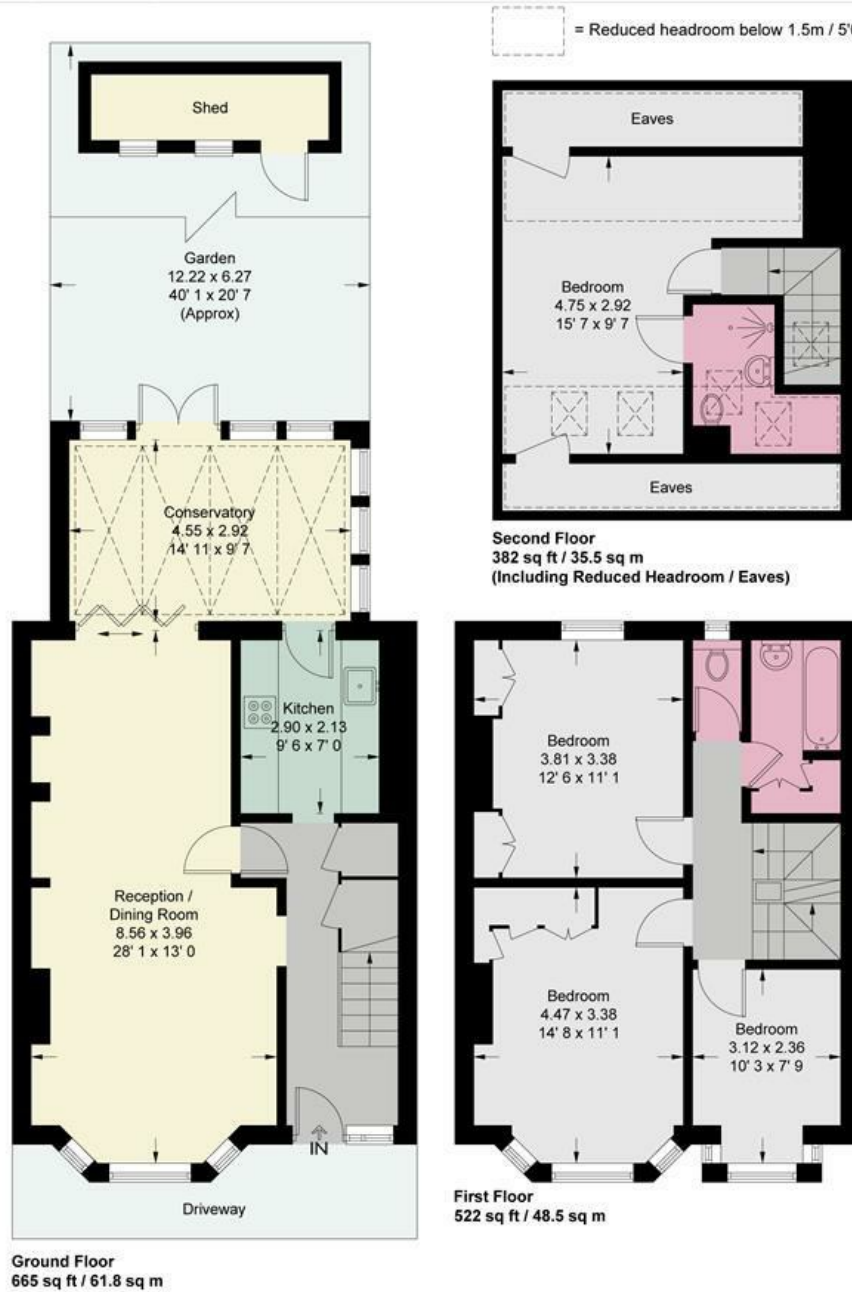 = Reduced headroom below 1.5m / 5'
Shed
Garden
12.22 x 6.27
40' 1 x 20' 7
(Approx)
Conservatory
4.55 x 2.92
14' 11 x 9' 7
Kitchen
2.90 x 2.13
9' 6 x 7' 0
Reception /
Dining Room
8.56 x 3.96
28' 1 x 13' 0
IN
Driveway
Ground Floor
665 sq ft / 61.8 sq m
Eaves
Bedroom
4.75 x 2.92
15' 7 x 9' 7
Eaves
Second Floor
382 sq ft / 35.5 sq m
(Including Reduced Headroom / Eaves)
Bedroom
3.81 x 3.38
12' 6 x 11' 1
Bedroom
4.47 x 3.38
14' 8 x 11' 1
Bedroom
3.12 x 2.36
10' 3 x 7' 9
First Floor
522 sq ft / 48.5 sq m